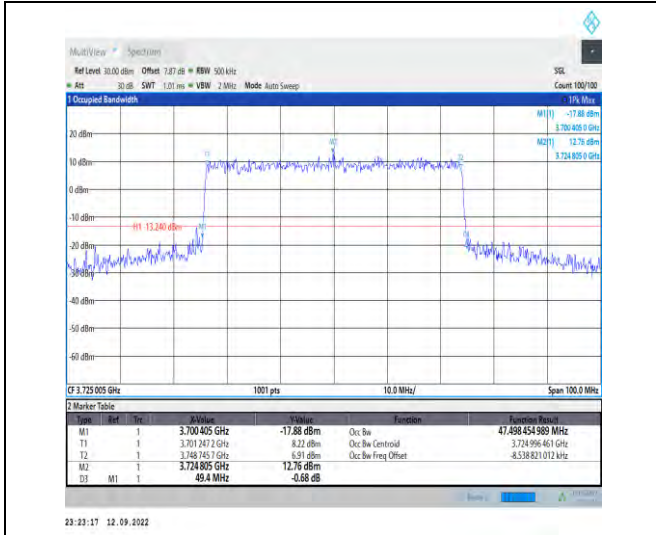 MultiView Spectrum
Ref Level 30.00 dBm Offset 7.87 dB RBW 500 kHz SGL
Att 30 dB SWT 1.01 ms VBW 2 MHz Mode Auto Sweep Count 100/100
1 Occupied Bandwidth 1Pk Max
M1[1] -17.88 dBm
3.700 405 0 GHz
20 dBm
M2[1] 12.76 dBm
3.724 805 0 GHz
10 dBm
0 dBm
-10 dBm
H1 -13.240 dBm
-20 dBm
-30 dBm
-40 dBm
-50 dBm
-60 dBm
CF 3.725 005 GHz 1001 pts 10.0 MHz/ Span 100.0 MHz
2 Marker Table
Type Ref Trc X-Value Y-Value Function Function Result
M1 1 3.700 405 GHz -17.88 dBm Occ Bw 47.498 454 989 MHz
T1 1 3.701 247 2 GHz 8.22 dBm Occ Bw Centroid 3.724 996 461 GHz
T2 1 3.748 745 7 GHz 6.91 dBm Occ Bw Freq Offset -8.538 821 012 kHz
M2 1 3.724 805 GHz 12.76 dBm
D3 M1 1 49.4 MHz -0.68 dB
23:23:17 12.09.2022